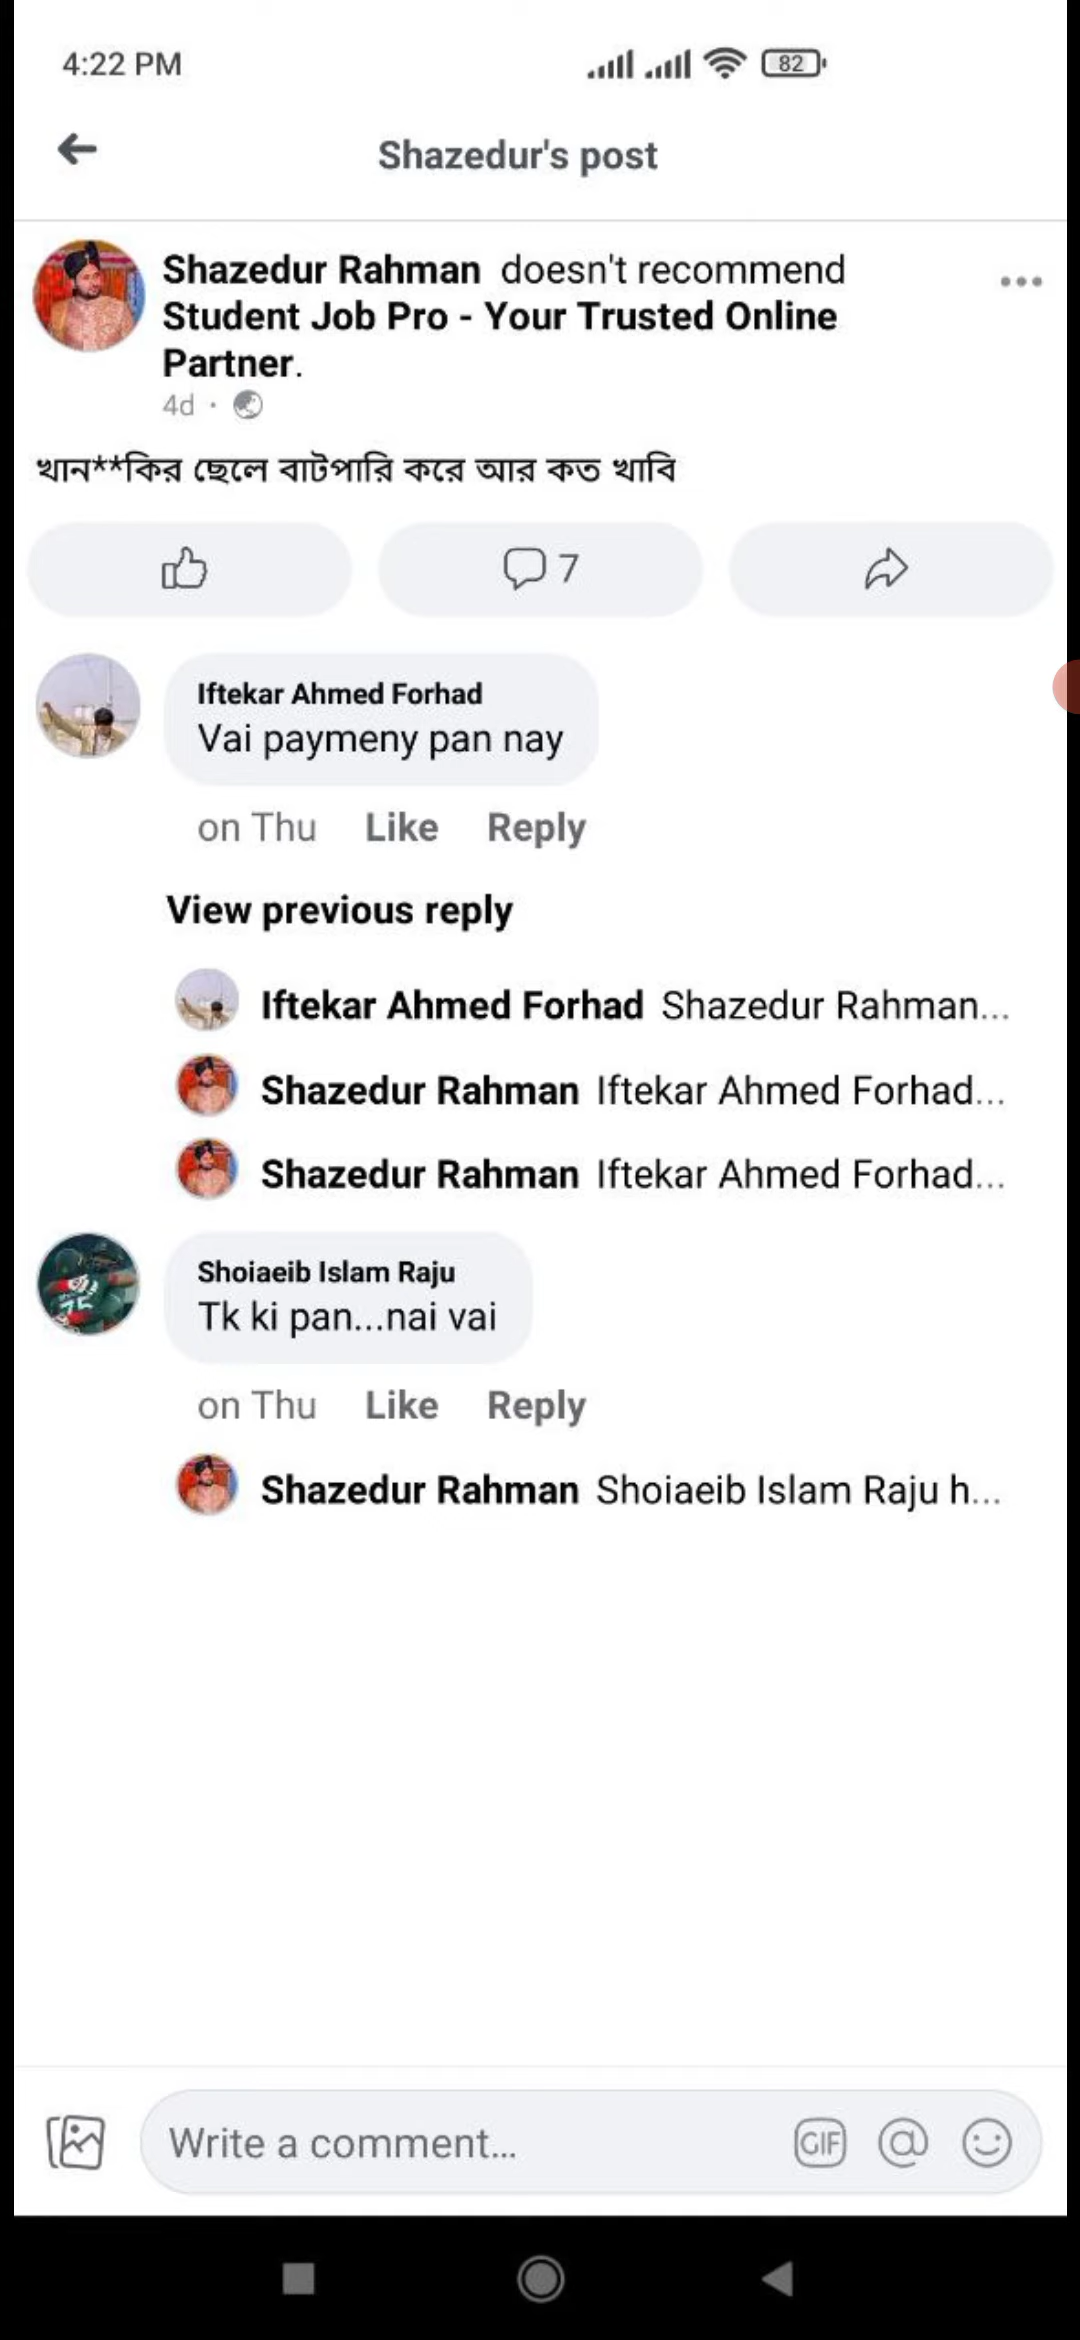 4:22 PM
82
Shazedur's post
Shazedur Rahman doesn't recommend
Student Job Pro - Your Trusted Online
Partner.
4d ·
খান**কির ছেলে বাটপারি করে আর কত খাবি
7
Iftekar Ahmed Forhad
Vai paymeny pan nay
on Thu Like Reply
View previous reply
Iftekar Ahmed Forhad Shazedur Rahman...
Shazedur Rahman Iftekar Ahmed Forhad...
Shazedur Rahman Iftekar Ahmed Forhad...
75
Shoiaeib Islam Raju
Tk ki pan...nai vai
on Thu Like Reply
Shazedur Rahman Shoiaeib Islam Raju h...
Write a comment...
GIF @